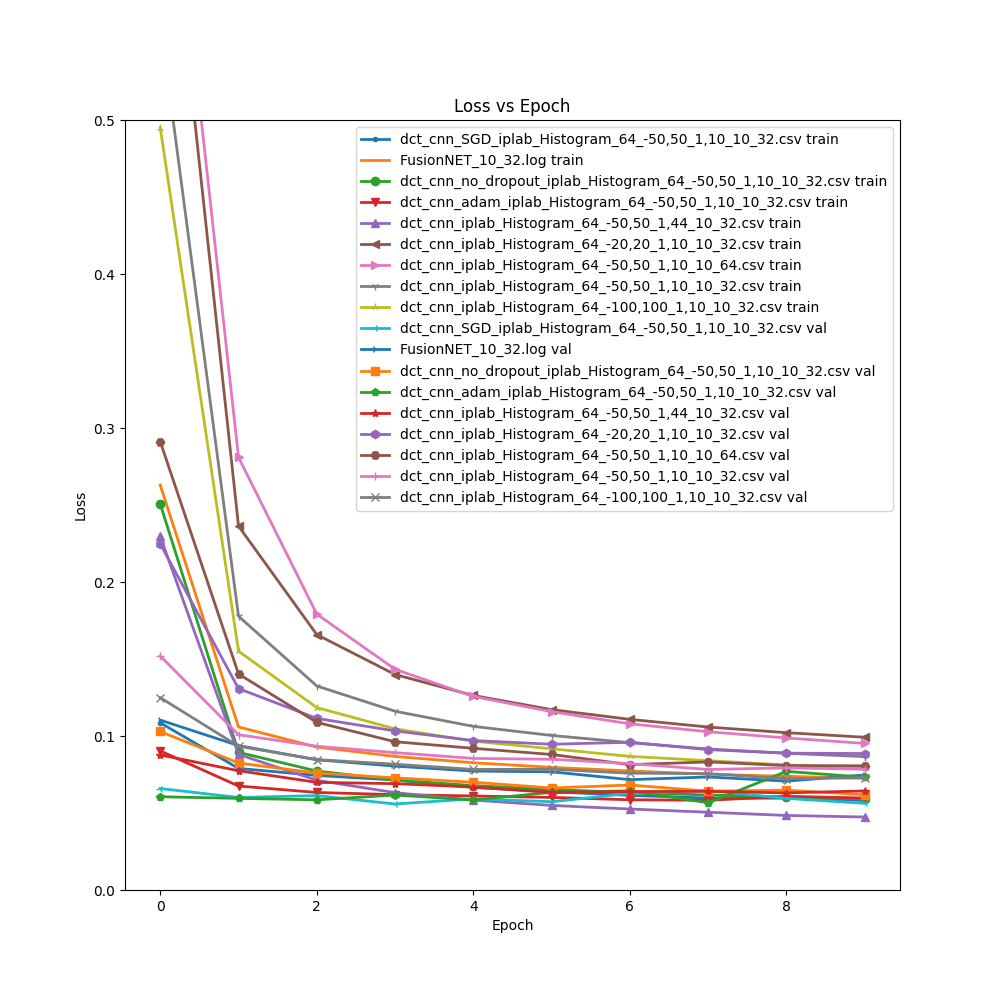 Loss vs Epoch
0.5
dct_cnn_SGD_iplab_Histogram_64_-50,50_1,10_10_32.csv train
FusionNET_10_32.log train
dct_cnn_no_dropout_iplab_Histogram_64_-50,50_1,10_10_32.csv train
dct_cnn_adam_iplab_Histogram_64_-50,50_1,10_10_32.csv train
dct_cnn_iplab_Histogram_64_-50,50_1,44_10_32.csv train
dct_cnn_iplab_Histogram_64_-20,20_1,10_10_32.csv train
dct_cnn_iplab_Histogram_64_-50,50_1,10_10_64.csv train
dct_cnn_iplab_Histogram_64_-50,50_1,10_10_32.csv train
dct_cnn_iplab_Histogram_64_-100,100_1,10_10_32.csv train
dct_cnn_SGD_iplab_Histogram_64_-50,50_1,10_10_32.csv val
FusionNET_10_32.log val
dct_cnn_no_dropout_iplab_Histogram_64_-50,50_1,10_10_32.csv val
dct_cnn_adam_iplab_Histogram_64_-50,50_1,10_10_32.csv val
dct_cnn_iplab_Histogram_64_-50,50_1,44_10_32.csv val
dct_cnn_iplab_Histogram_64_-20,20_1,10_10_32.csv val
dct_cnn_iplab_Histogram_64_-50,50_1,10_10_64.csv val
dct_cnn_iplab_Histogram_64_-50,50_1,10_10_32.csv val
dct_cnn_iplab_Histogram_64_-100,100_1,10_10_32.csv val
0.4
0.3
Loss
0.2
0.1
0.0
0 2 4 6 8
Epoch